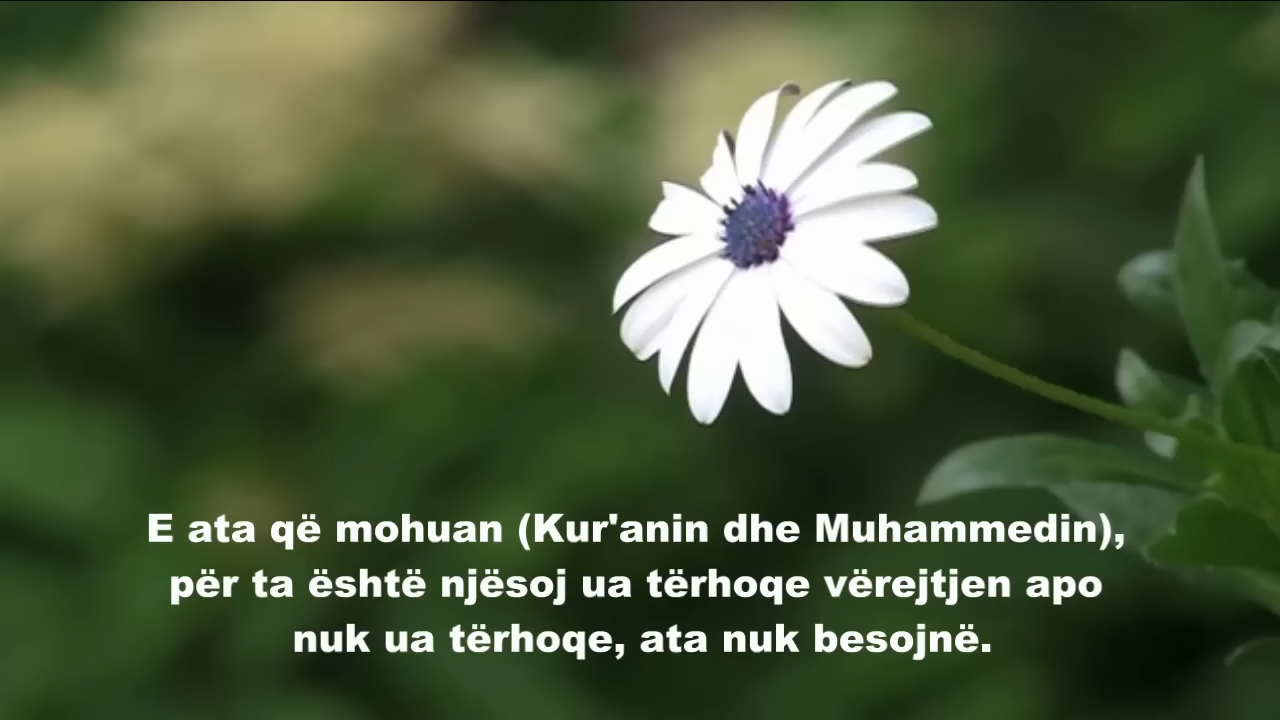 E ata që mohuan (Kur'anin dhe Muhammedin),
për ta është njësoj ua tërhoqe vërejtjen apo
nuk ua tërhoqe, ata nuk besojnë.